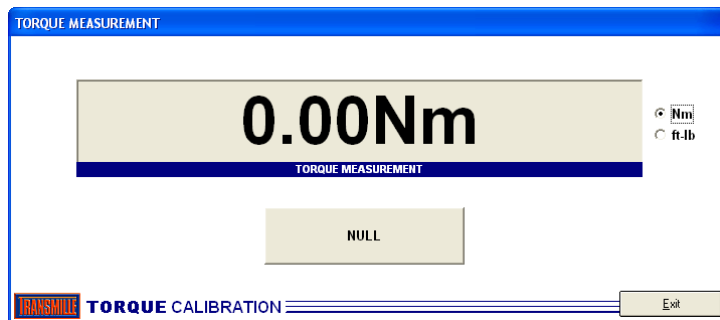 TORQUE MEASUREMENT
0.00Nm
Nm
ft-lb
TORQUE MEASUREMENT
NULL
TRANSMILLE TORQUE CALIBRATION
Exit